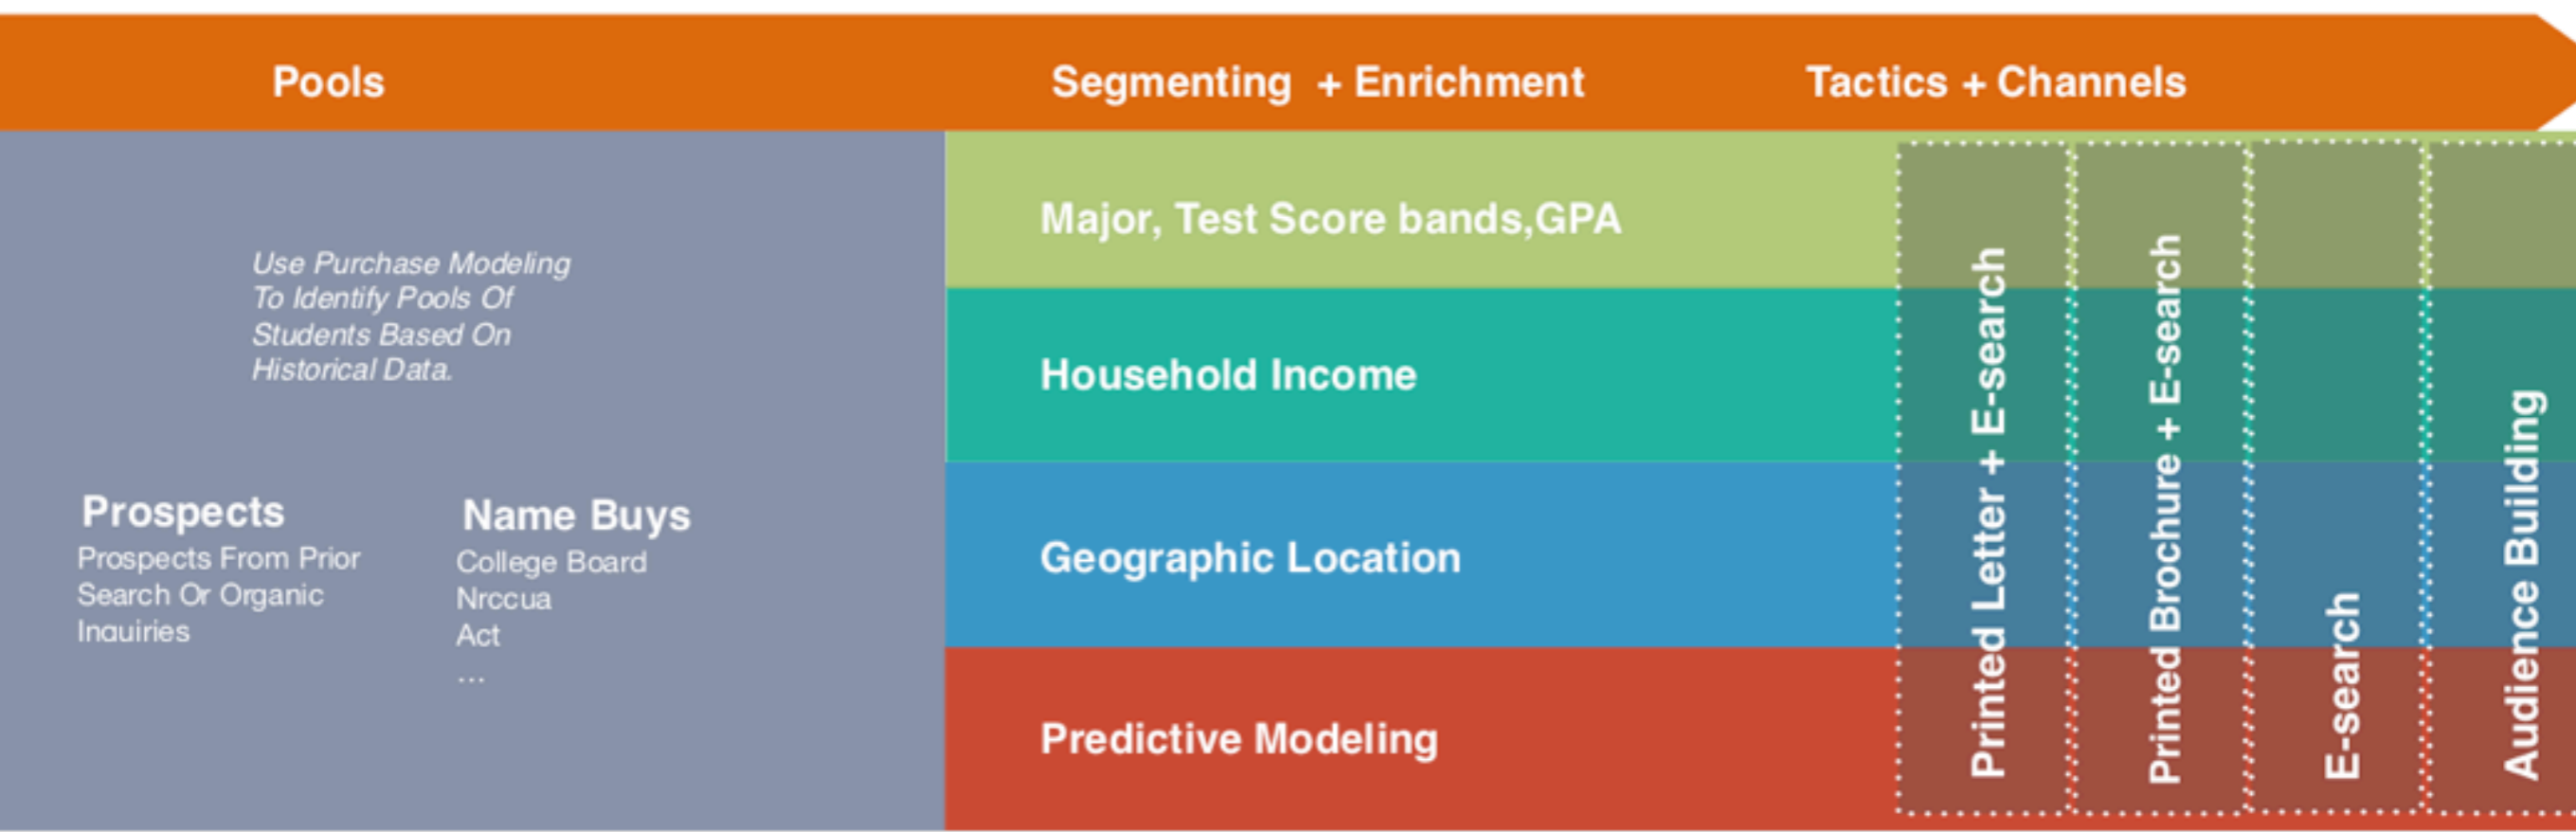 Pools
Segmenting + Enrichment
Tactics + Channels
Use Purchase Modeling
To Identify Pools Of
Students Based On
Historical Data.
Prospects
Prospects From Prior
Search Or Organic
Inquiries
Name Buys
College Board
Nrccua
Act
...
Major, Test Score bands,GPA
Household Income
Geographic Location
Predictive Modeling
Printed Letter + E-search
Printed Brochure + E-search
E-search
Audience Building